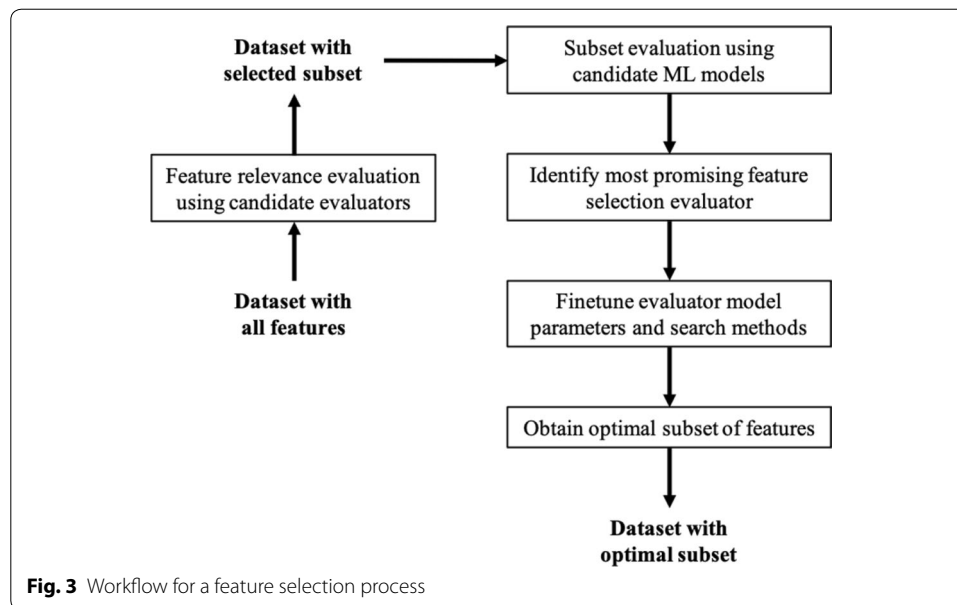 Dataset with
selected subset
Subset evaluation using
candidate ML models
Feature relevance evaluation
using candidate evaluators
Identify most promising feature
selection evaluator
Dataset with
all features
Finetune evaluator model
parameters and search methods
Obtain optimal subset of features
Dataset with
optimal subset
Fig. 3 Workflow for a feature selection process